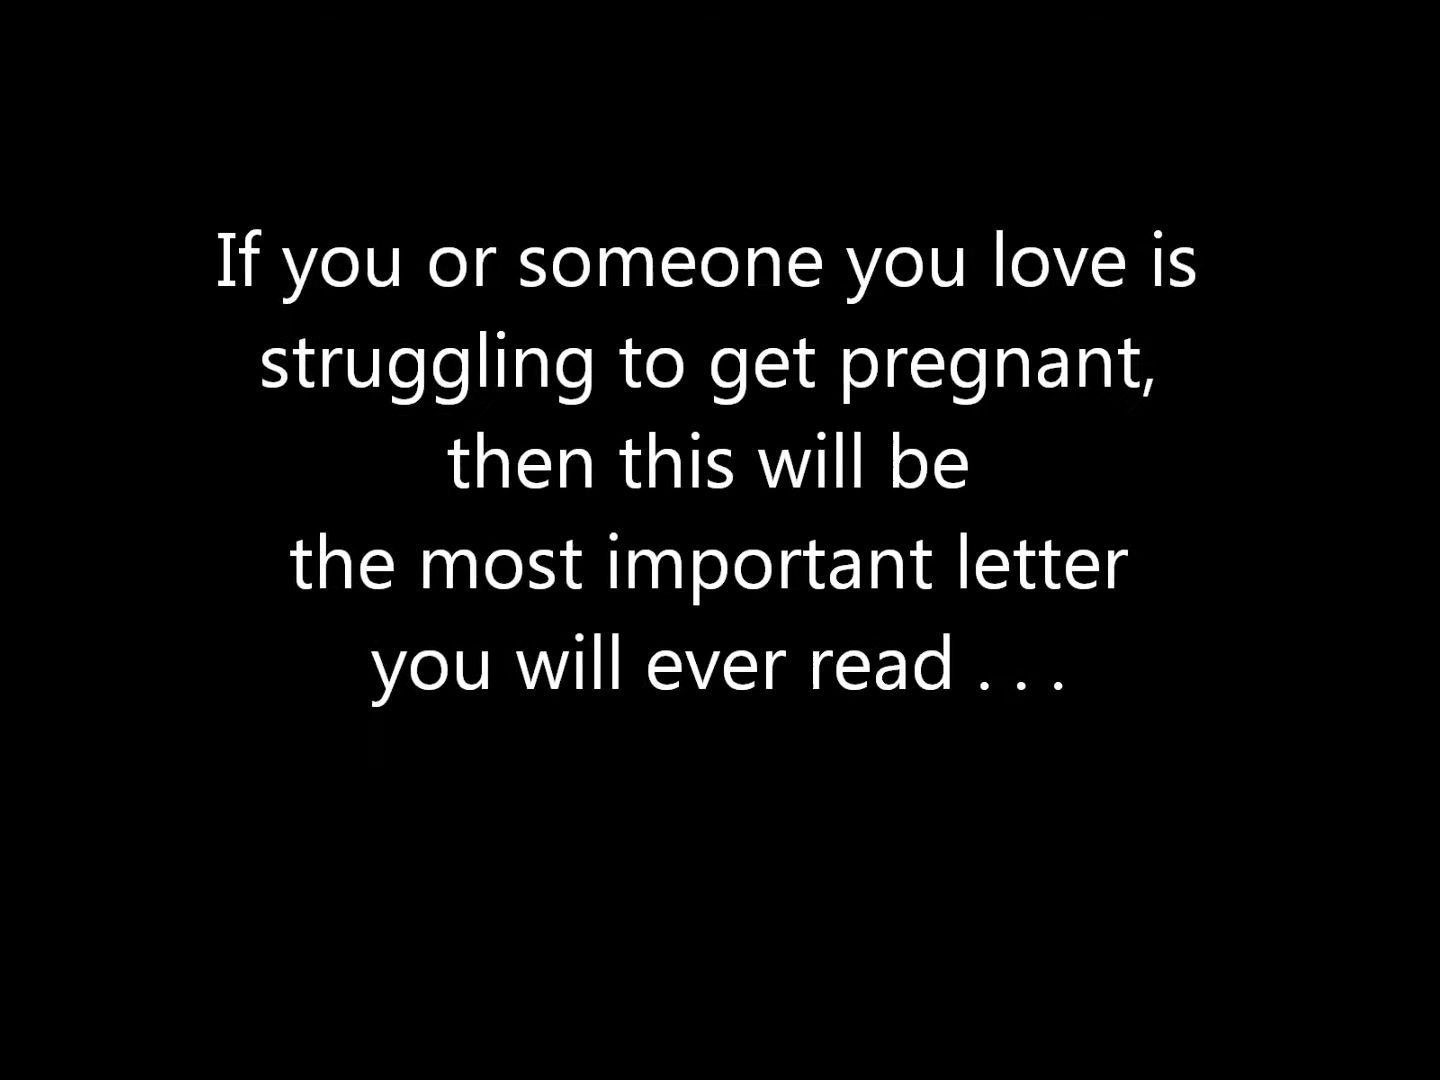 If you or someone you love is
struggling to get pregnant,
then this will be
the most important letter
you will ever read . . .